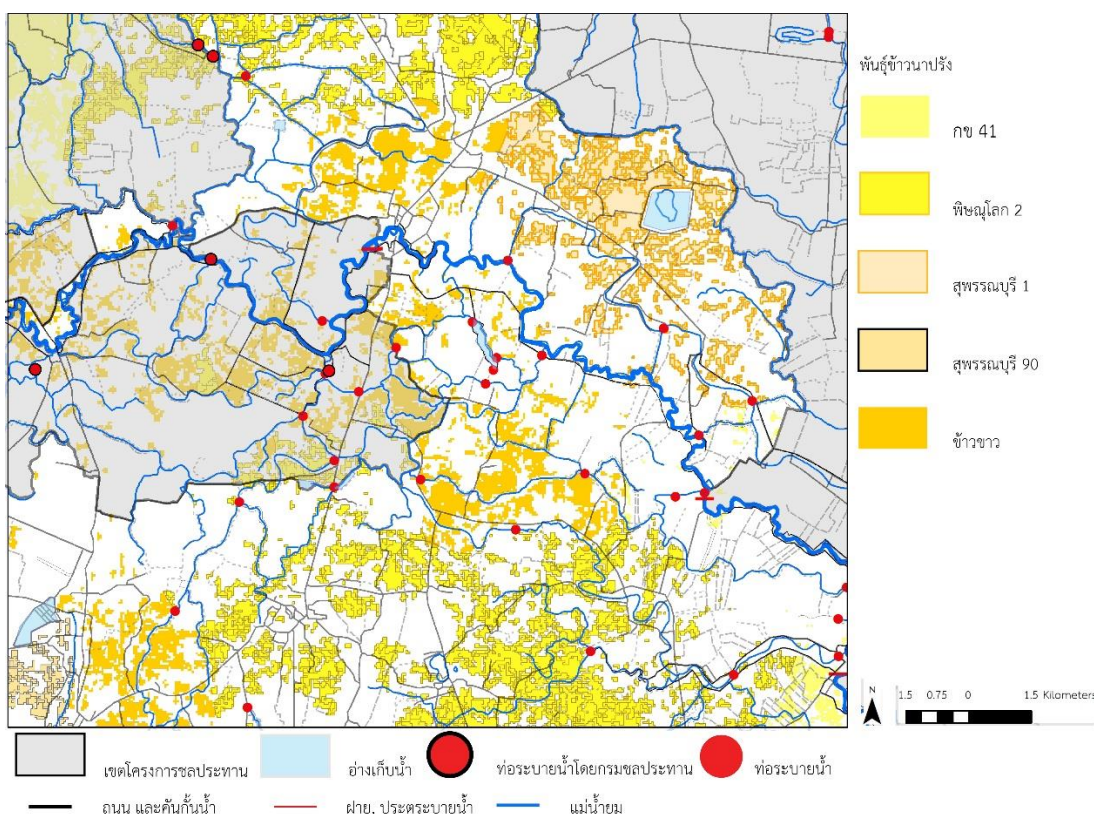 พันธุ์ข้าวนาปรัง
กข 41
พิษณุโลก 2
สุพรรณบุรี 1
สุพรรณบุรี 90
ข้าวขาว
N
1.5 0.75 0 1.5 Kilometers
เขตโครงการชลประทาน
อ่างเก็บน้ำ
ท่อระบายน้ำโดยกรมชลประทาน
ท่อระบายน้ำ
ถนน และคันกั้นน้ำ
ฝาย, ประตูระบายน้ำ
แม่น้ำยม